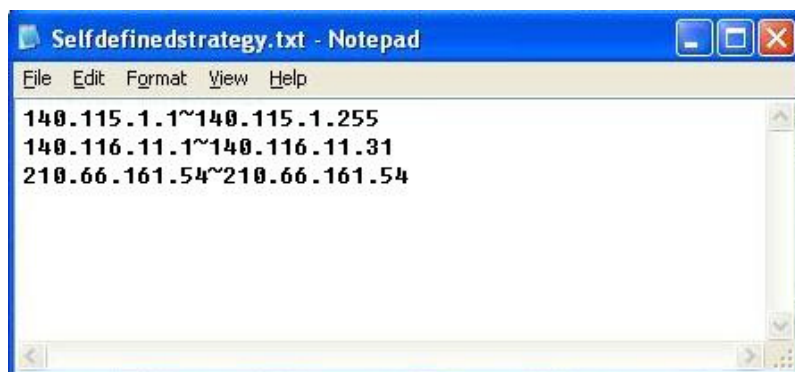 Selfdefinedstrategy.txt - Notepad
File Edit Format View Help
140.115.1.1~140.115.1.255
140.116.11.1~140.116.11.31
210.66.161.54~210.66.161.54